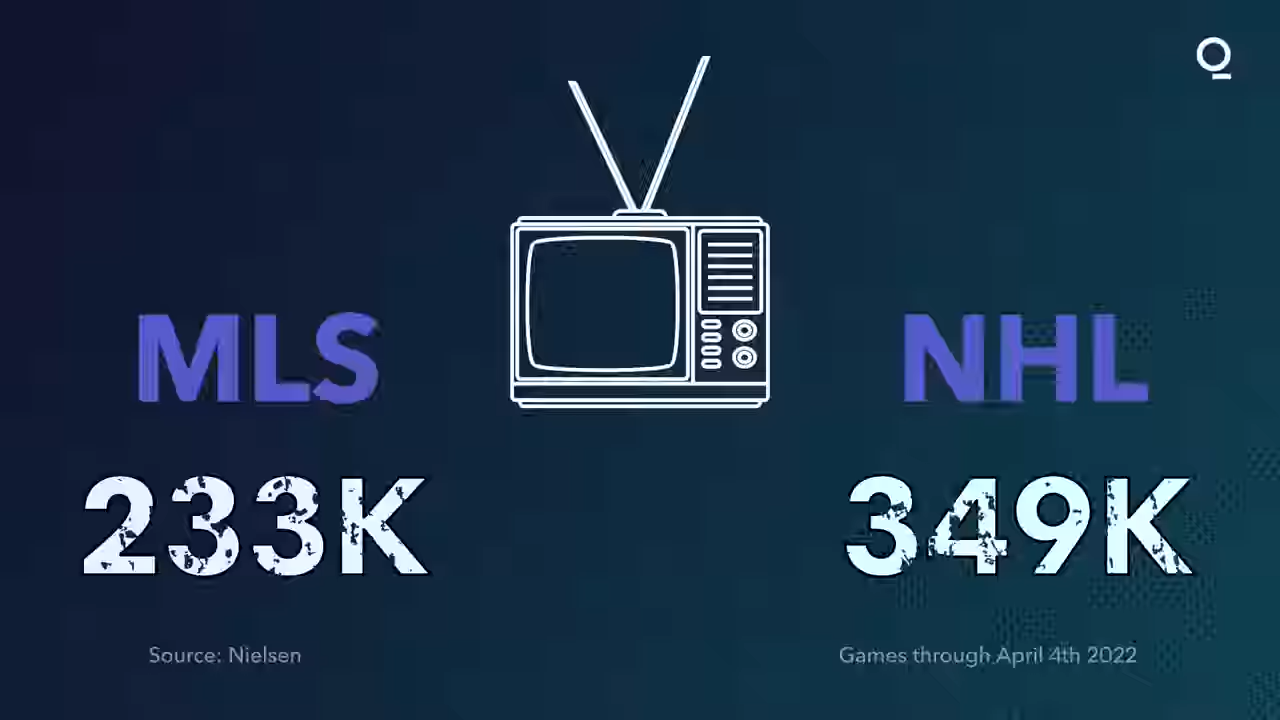 MLS
NHL
233K
349K
Source: Nielsen
Games through April 4th 2022